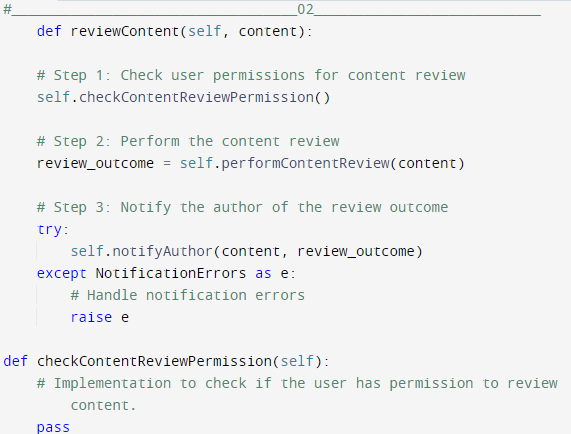 #__________________________________02___________________________
def reviewContent(self, content):
# Step 1: Check user permissions for content review
self.checkContentReviewPermission()
# Step 2: Perform the content review
review_outcome = self.performContentReview(content)
# Step 3: Notify the author of the review outcome
try:
self.notifyAuthor(content, review_outcome)
except NotificationErrors as e:
# Handle notification errors
raise e
def checkContentReviewPermission(self):
# Implementation to check if the user has permission to review
content.
pass